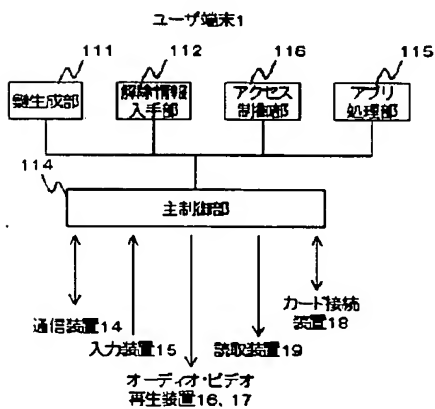 ユーザ端末1
111
112
116
115
鍵生成部
解除情報
入手部
アクセス
制御部
アプリ
処理部
114
主制御部
通信装置14
入力装置15
オーディオ・ビデオ
再生装置16, 17
読取装置19
カード接続
装置18